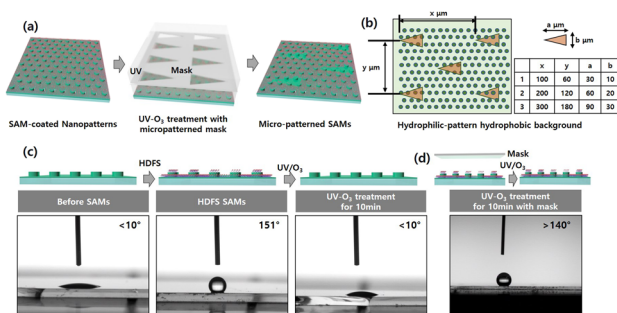 (a)
UV
Mask
SAM-coated Nanopatterns
UV-O₃ treatment with
micropatterned mask
Micro-patterned SAMs
(b)
x μm
y μm
a μm
b μm
x y a b
1 100 60 30 10
2 200 120 60 20
3 300 180 90 30
Hydrophilic-pattern hydrophobic background
(c)
HDFS
UV/O₃
Before SAMs
HDFS SAMs
UV-O₃ treatment
for 10min
<10°
151°
<10°
(d)
Mask
UV/O₃
UV-O₃ treatment
for 10min with mask
>140°